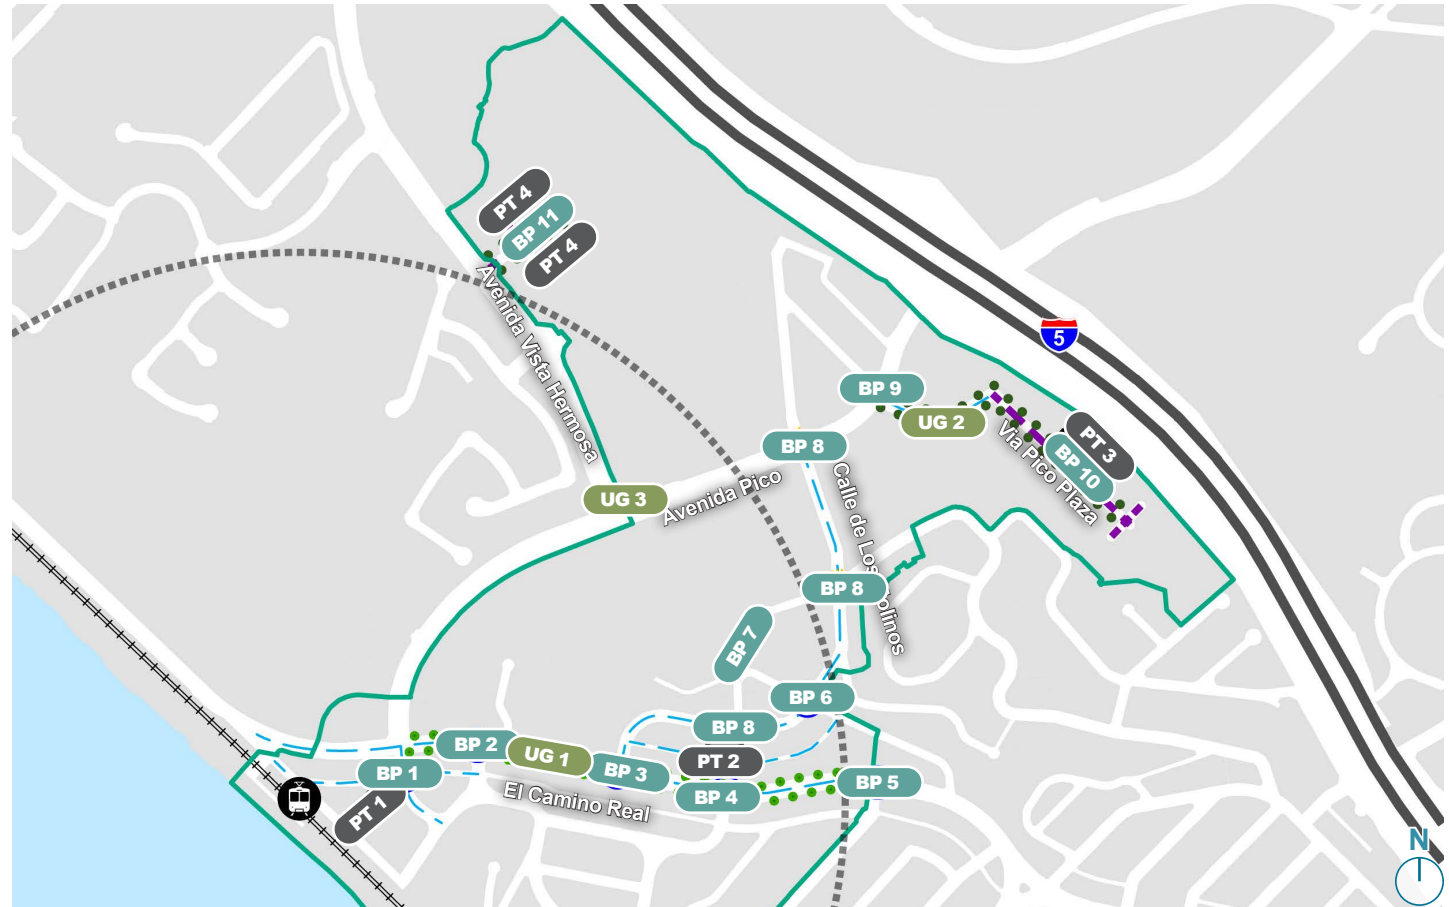 PT 4
BP 11
PT 4
Avenida Vista Hermosa
5
BP 9
UG 2
PT 3
BP 10
Via Pico Plaza
BP 8
Calle de Los Molinos
UG 3
Avenida Pico
BP 8
BP 7
BP 6
BP 8
BP 2
UG 1
BP 3
PT 2
BP 1
BP 4
BP 5
El Camino Real
PT 1
N